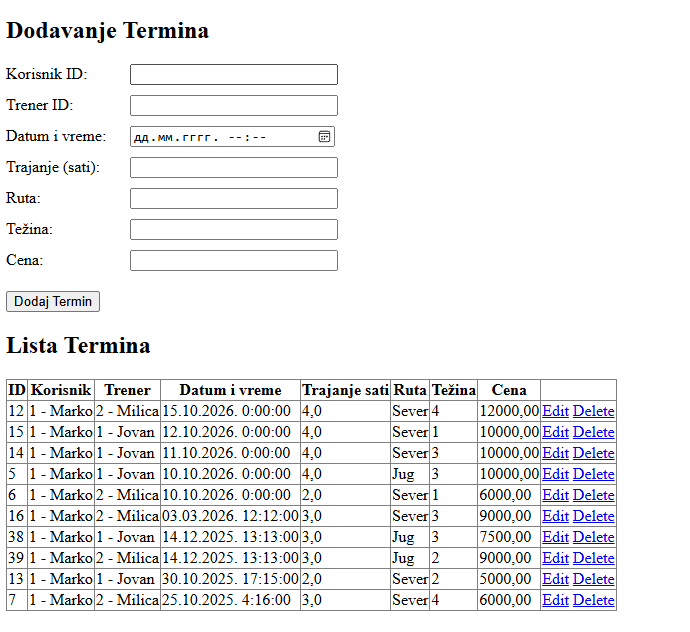 Dodavanje Termina
Korisnik ID:
Trener ID:
Datum i vreme: дд.мм.гггг. --:--
Trajanje (sati):
Ruta:
Težina:
Cena:
Dodaj Termin
Lista Termina
ID Korisnik Trener Datum i vreme Trajanje sati Ruta Težina Cena
12 1 - Marko 2 - Milica 15.10.2026. 0:00:00 4,0 Sever 4 12000,00 Edit Delete
15 1 - Marko 1 - Jovan 12.10.2026. 0:00:00 4,0 Sever 1 10000,00 Edit Delete
14 1 - Marko 1 - Jovan 11.10.2026. 0:00:00 4,0 Sever 3 10000,00 Edit Delete
5 1 - Marko 1 - Jovan 10.10.2026. 0:00:00 4,0 Jug 3 10000,00 Edit Delete
6 1 - Marko 2 - Milica 10.10.2026. 0:00:00 2,0 Sever 1 6000,00 Edit Delete
16 1 - Marko 2 - Milica 03.03.2026. 12:12:00 3,0 Sever 3 9000,00 Edit Delete
38 1 - Marko 1 - Jovan 14.12.2025. 13:13:00 3,0 Jug 3 7500,00 Edit Delete
39 1 - Marko 2 - Milica 14.12.2025. 13:13:00 3,0 Jug 2 9000,00 Edit Delete
13 1 - Marko 1 - Jovan 30.10.2025. 17:15:00 2,0 Sever 2 5000,00 Edit Delete
7 1 - Marko 2 - Milica 25.10.2025. 4:16:00 3,0 Sever 4 6000,00 Edit Delete